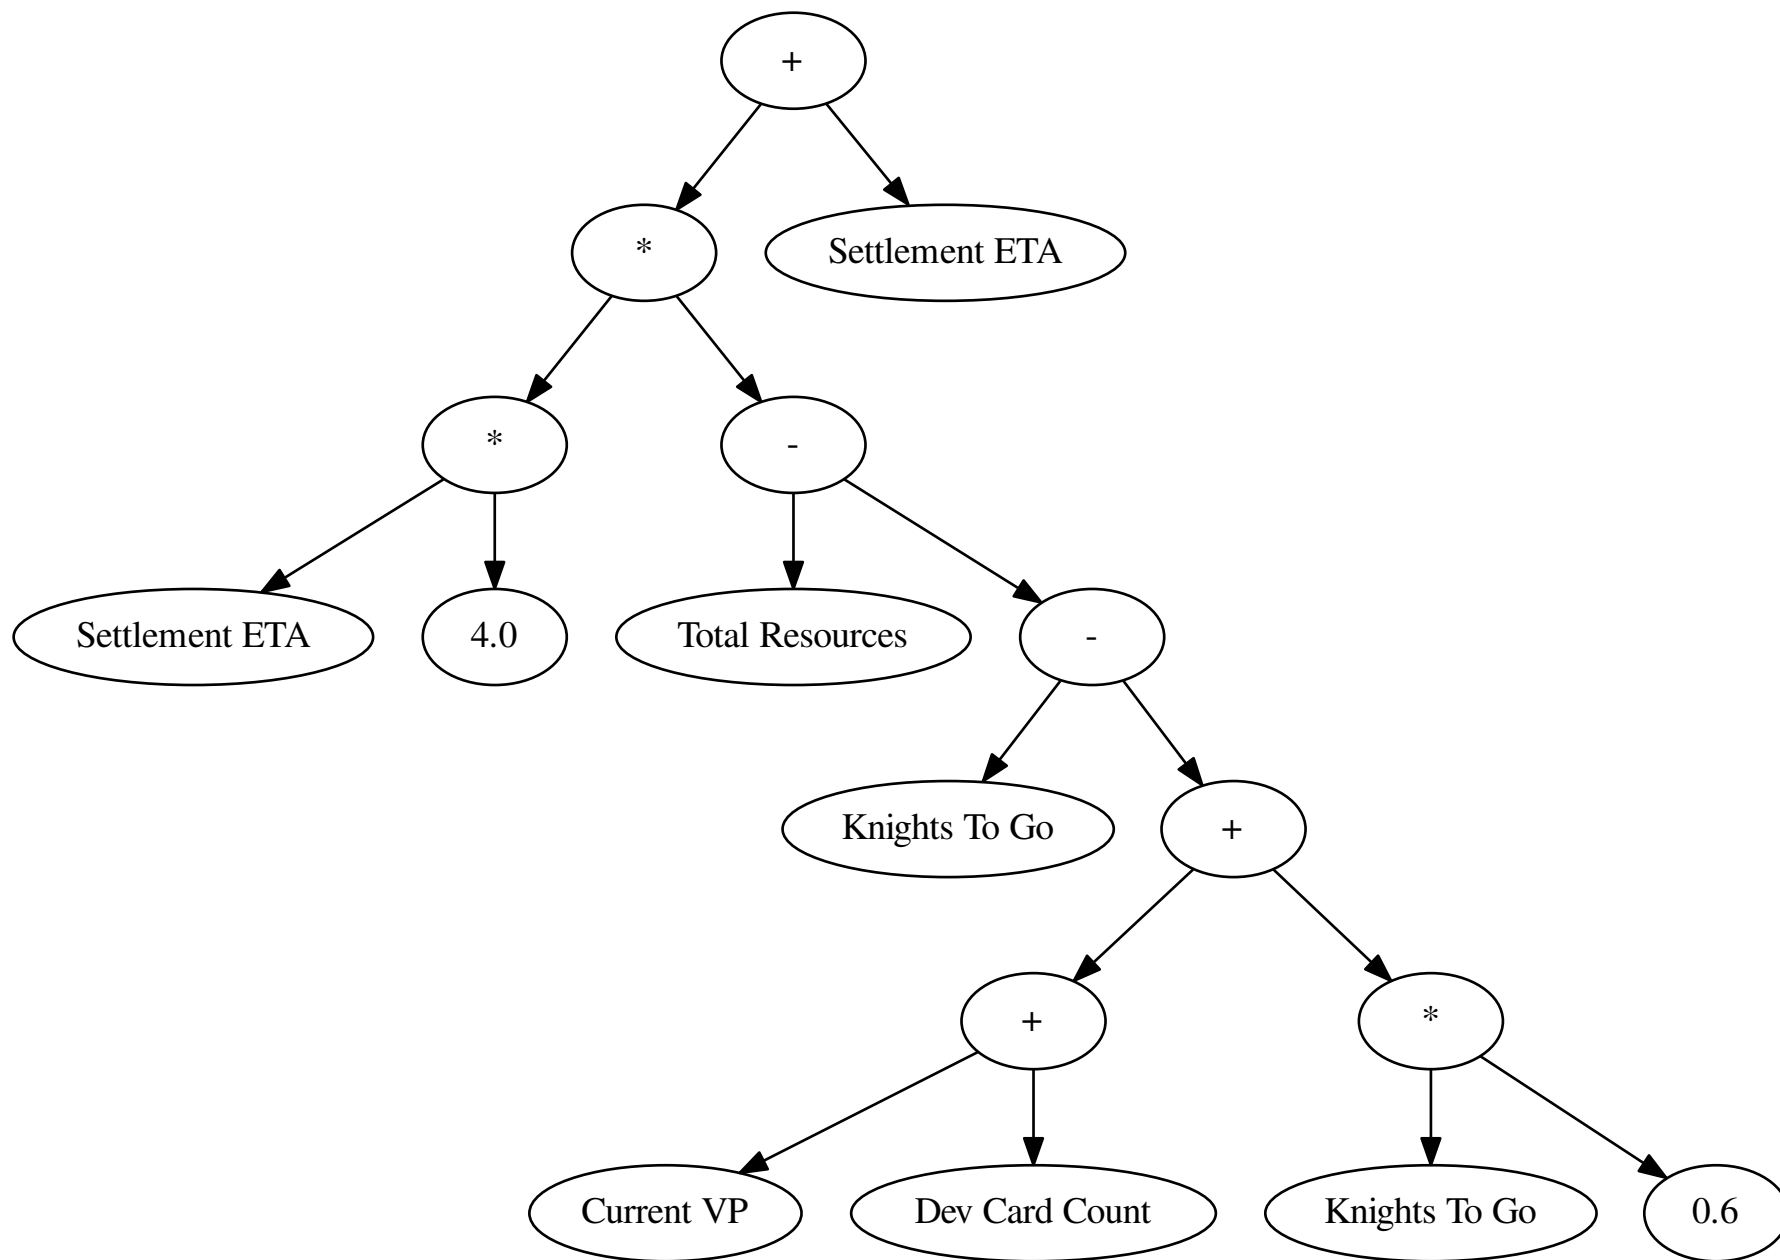 +
*
Settlement ETA
*
-
Settlement ETA
4.0
Total Resources
-
Knights To Go
+
+
*
Current VP
Dev Card Count
Knights To Go
0.6